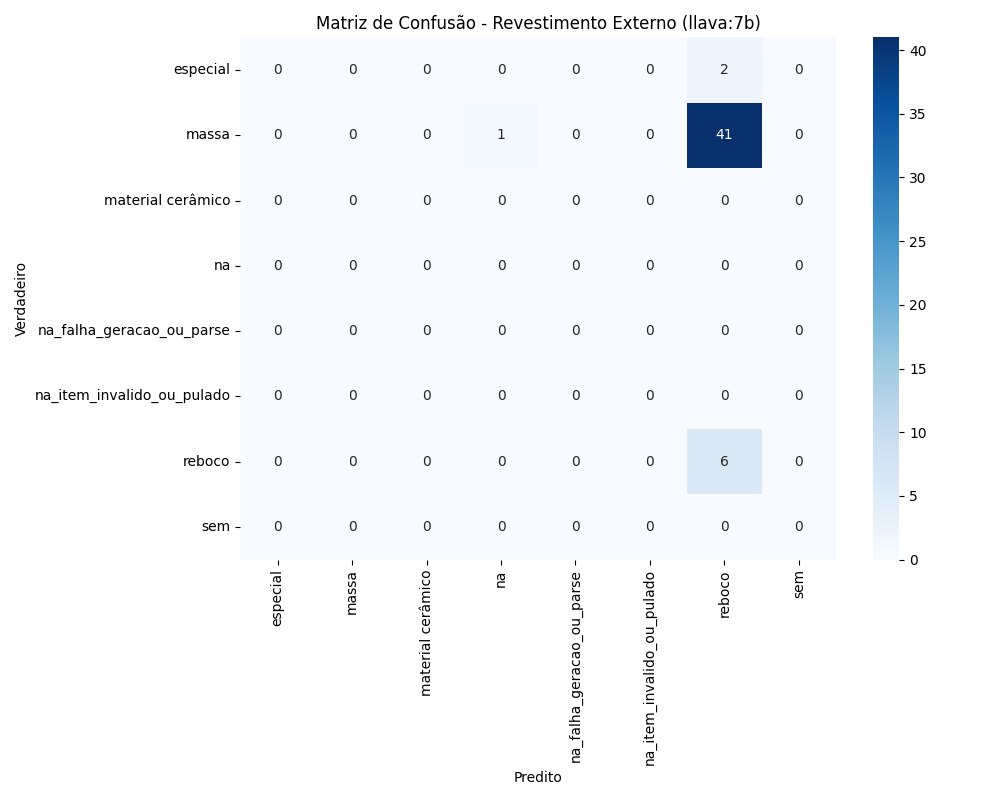 Matriz de Confusão - Revestimento Externo (llava:7b)
Verdadeiro
especial 0 0 0 0 0 0 2 0
massa 0 0 0 1 0 0 41 0
material cerâmico 0 0 0 0 0 0 0 0
na 0 0 0 0 0 0 0 0
na_falha_geracao_ou_parse 0 0 0 0 0 0 0 0
na_item_invalido_ou_pulado 0 0 0 0 0 0 0 0
reboco 0 0 0 0 0 0 6 0
sem 0 0 0 0 0 0 0 0
especial
massa
material cerâmico
na
na_falha_geracao_ou_parse
na_item_invalido_ou_pulado
reboco
sem
Predito
40
35
30
25
20
15
10
5
0